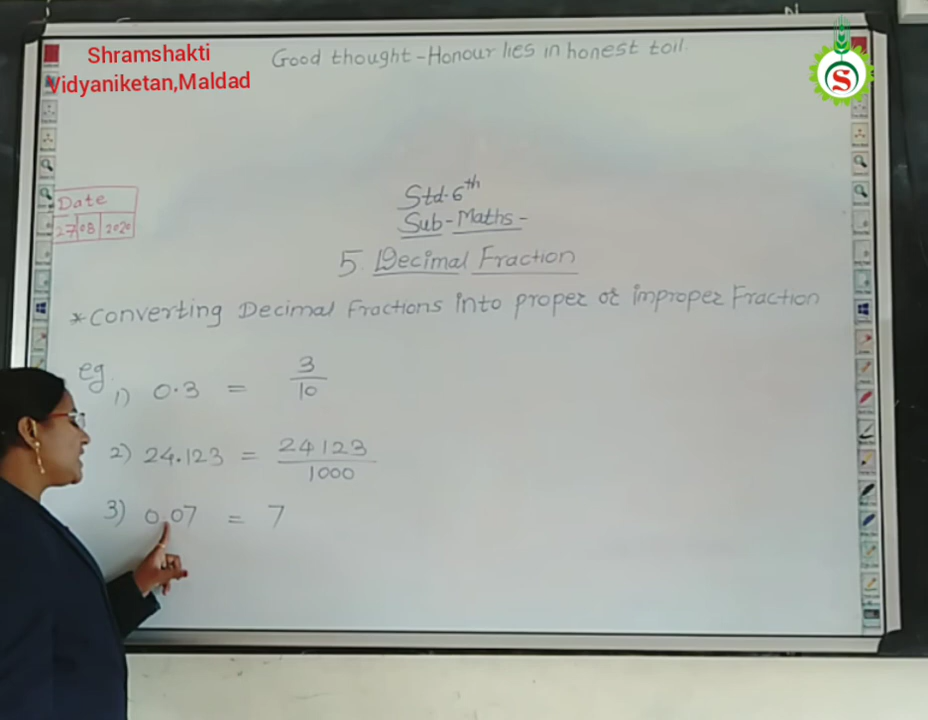 Shramshakti
Vidyaniketan,Maldad
Good thought - Honour lies in honest toil.
S
Date
27 08 2020
Std-6th
Sub-Maths-
5. Decimal Fraction
*Converting Decimal Fractions into proper or improper Fraction
eg.
1) 0.3 = 3/10
2) 24.123 = 24123/1000
3) 0.07 = 7